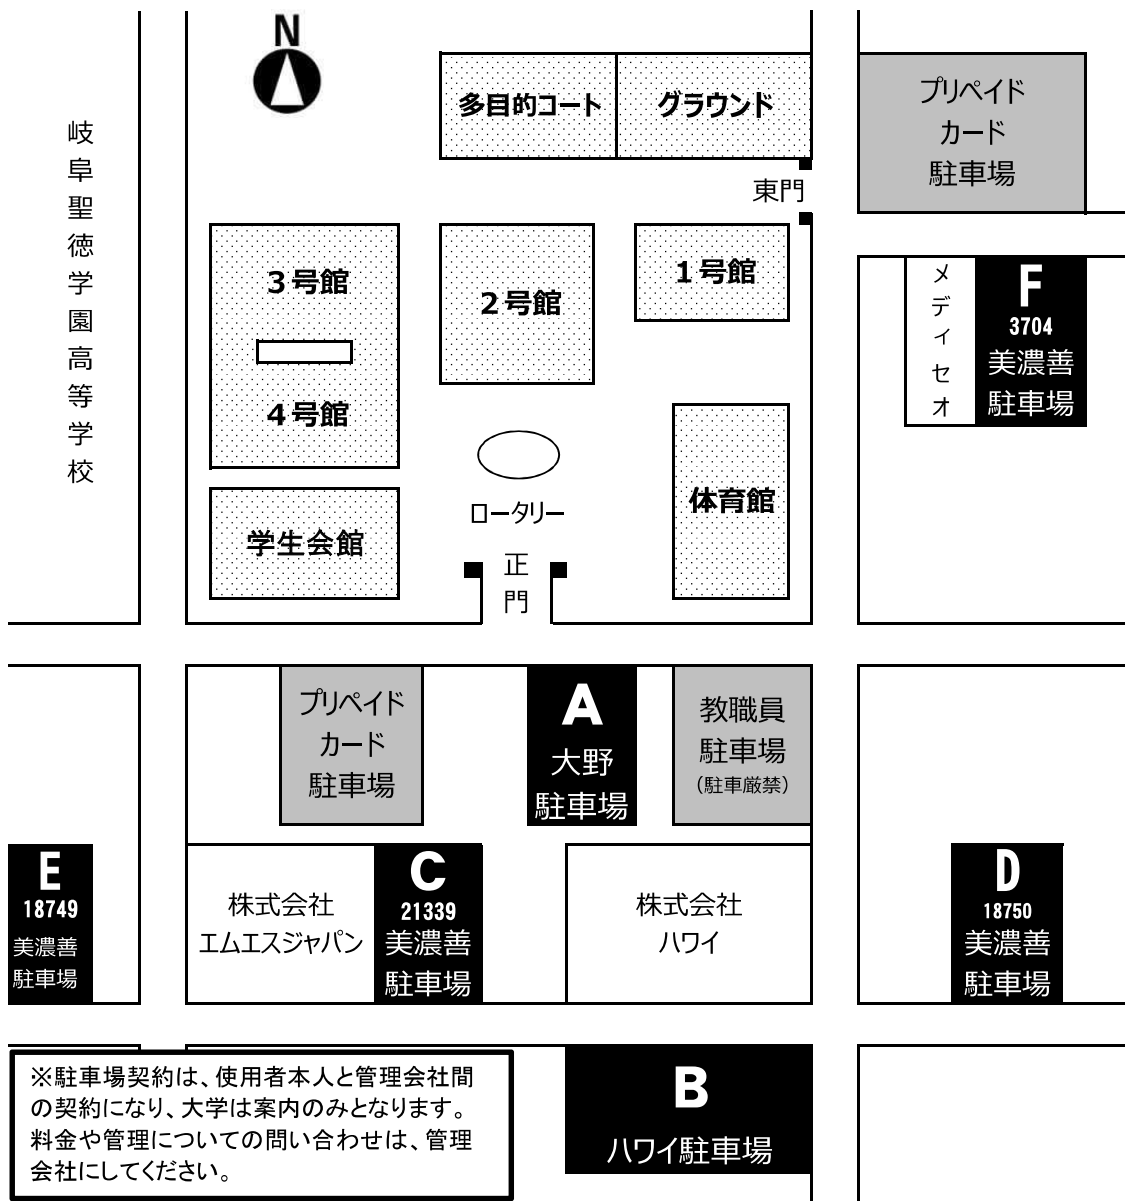 N
岐阜聖徳学園高等学校
多目的コート
グラウンド
プリペイド
カード
駐車場
東門
3号館
4号館
2号館
1号館
メディセオ
F
3704
美濃善
駐車場
ロータリー
体育館
学生会館
正門
プリペイド
カード
駐車場
A
大野
駐車場
教職員
駐車場
（駐車厳禁）
E
18749
美濃善
駐車場
株式会社
エムエスジャパン
C
21339
美濃善
駐車場
株式会社
ハワイ
D
18750
美濃善
駐車場
※駐車場契約は、使用者本人と管理会社間
の契約になり、大学は案内のみとなります。
料金や管理についての問い合わせは、管理
会社にしてください。
B
ハワイ駐車場